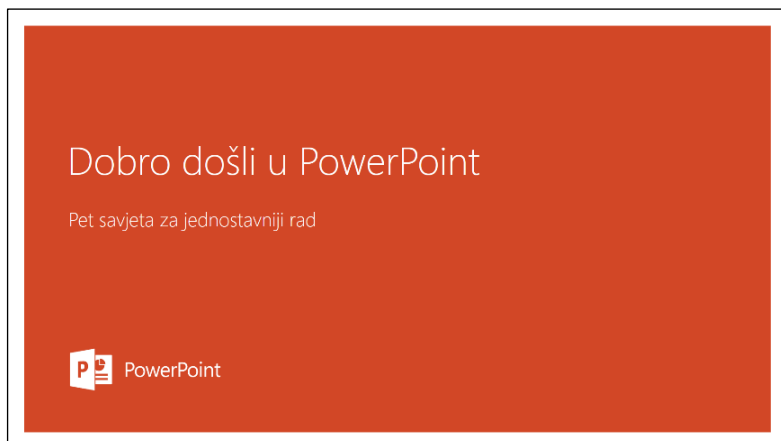 Dobro došli u PowerPoint
Pet savjeta za jednostavniji rad
P PowerPoint